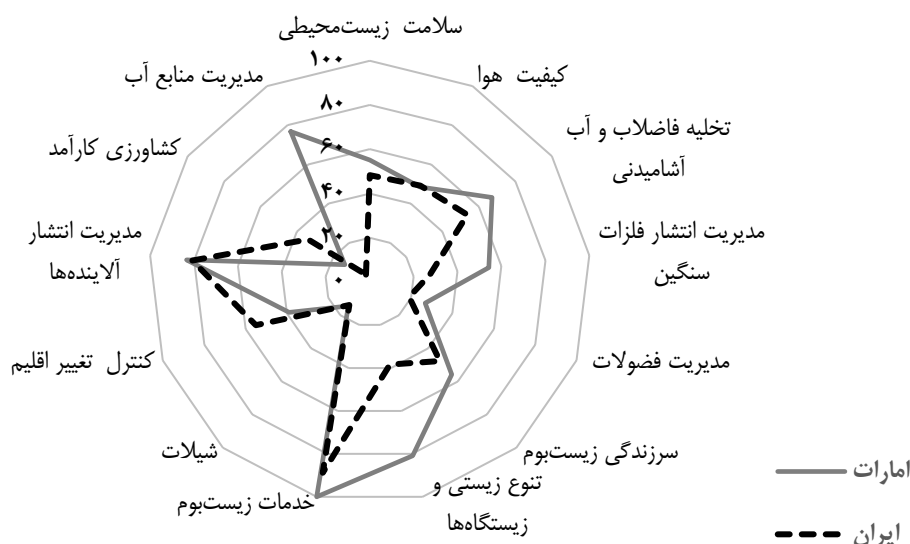 سلامت زیست‌محیطی
کیفیت هوا
تخلیه فاضلاب و آب
آشامیدنی
مدیریت انتشار فلزات
سنگین
مدیریت فضولات
سرزندگی زیست‌بوم
تنوع زیستی و
زیستگاه‌ها
خدمات زیست‌بوم
شیلات
کنترل تغییر اقلیم
مدیریت انتشار
آلاینده‌ها
کشاورزی کارآمد
مدیریت منابع آب
۱۰۰
۸۰
۶۰
۴۰
۲۰
۰
امارات
ایران